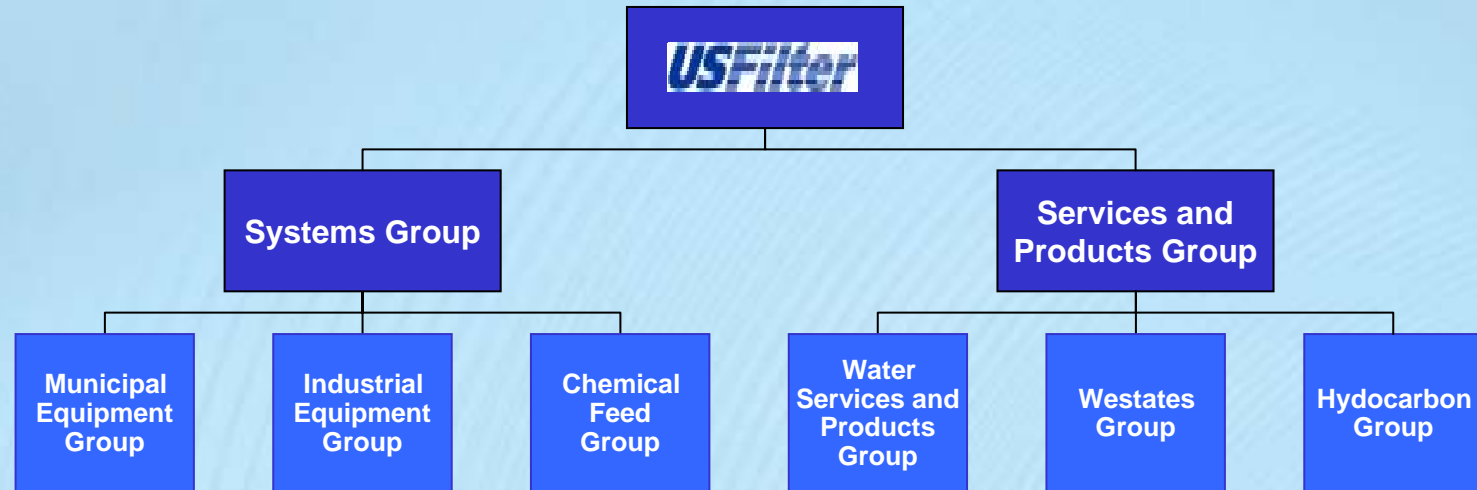 USFilter
Systems Group
Services and
Products Group
Municipal
Equipment
Group
Industrial
Equipment
Group
Chemical
Feed
Group
Water
Services and
Products
Group
Westates
Group
Hydocarbon
Group